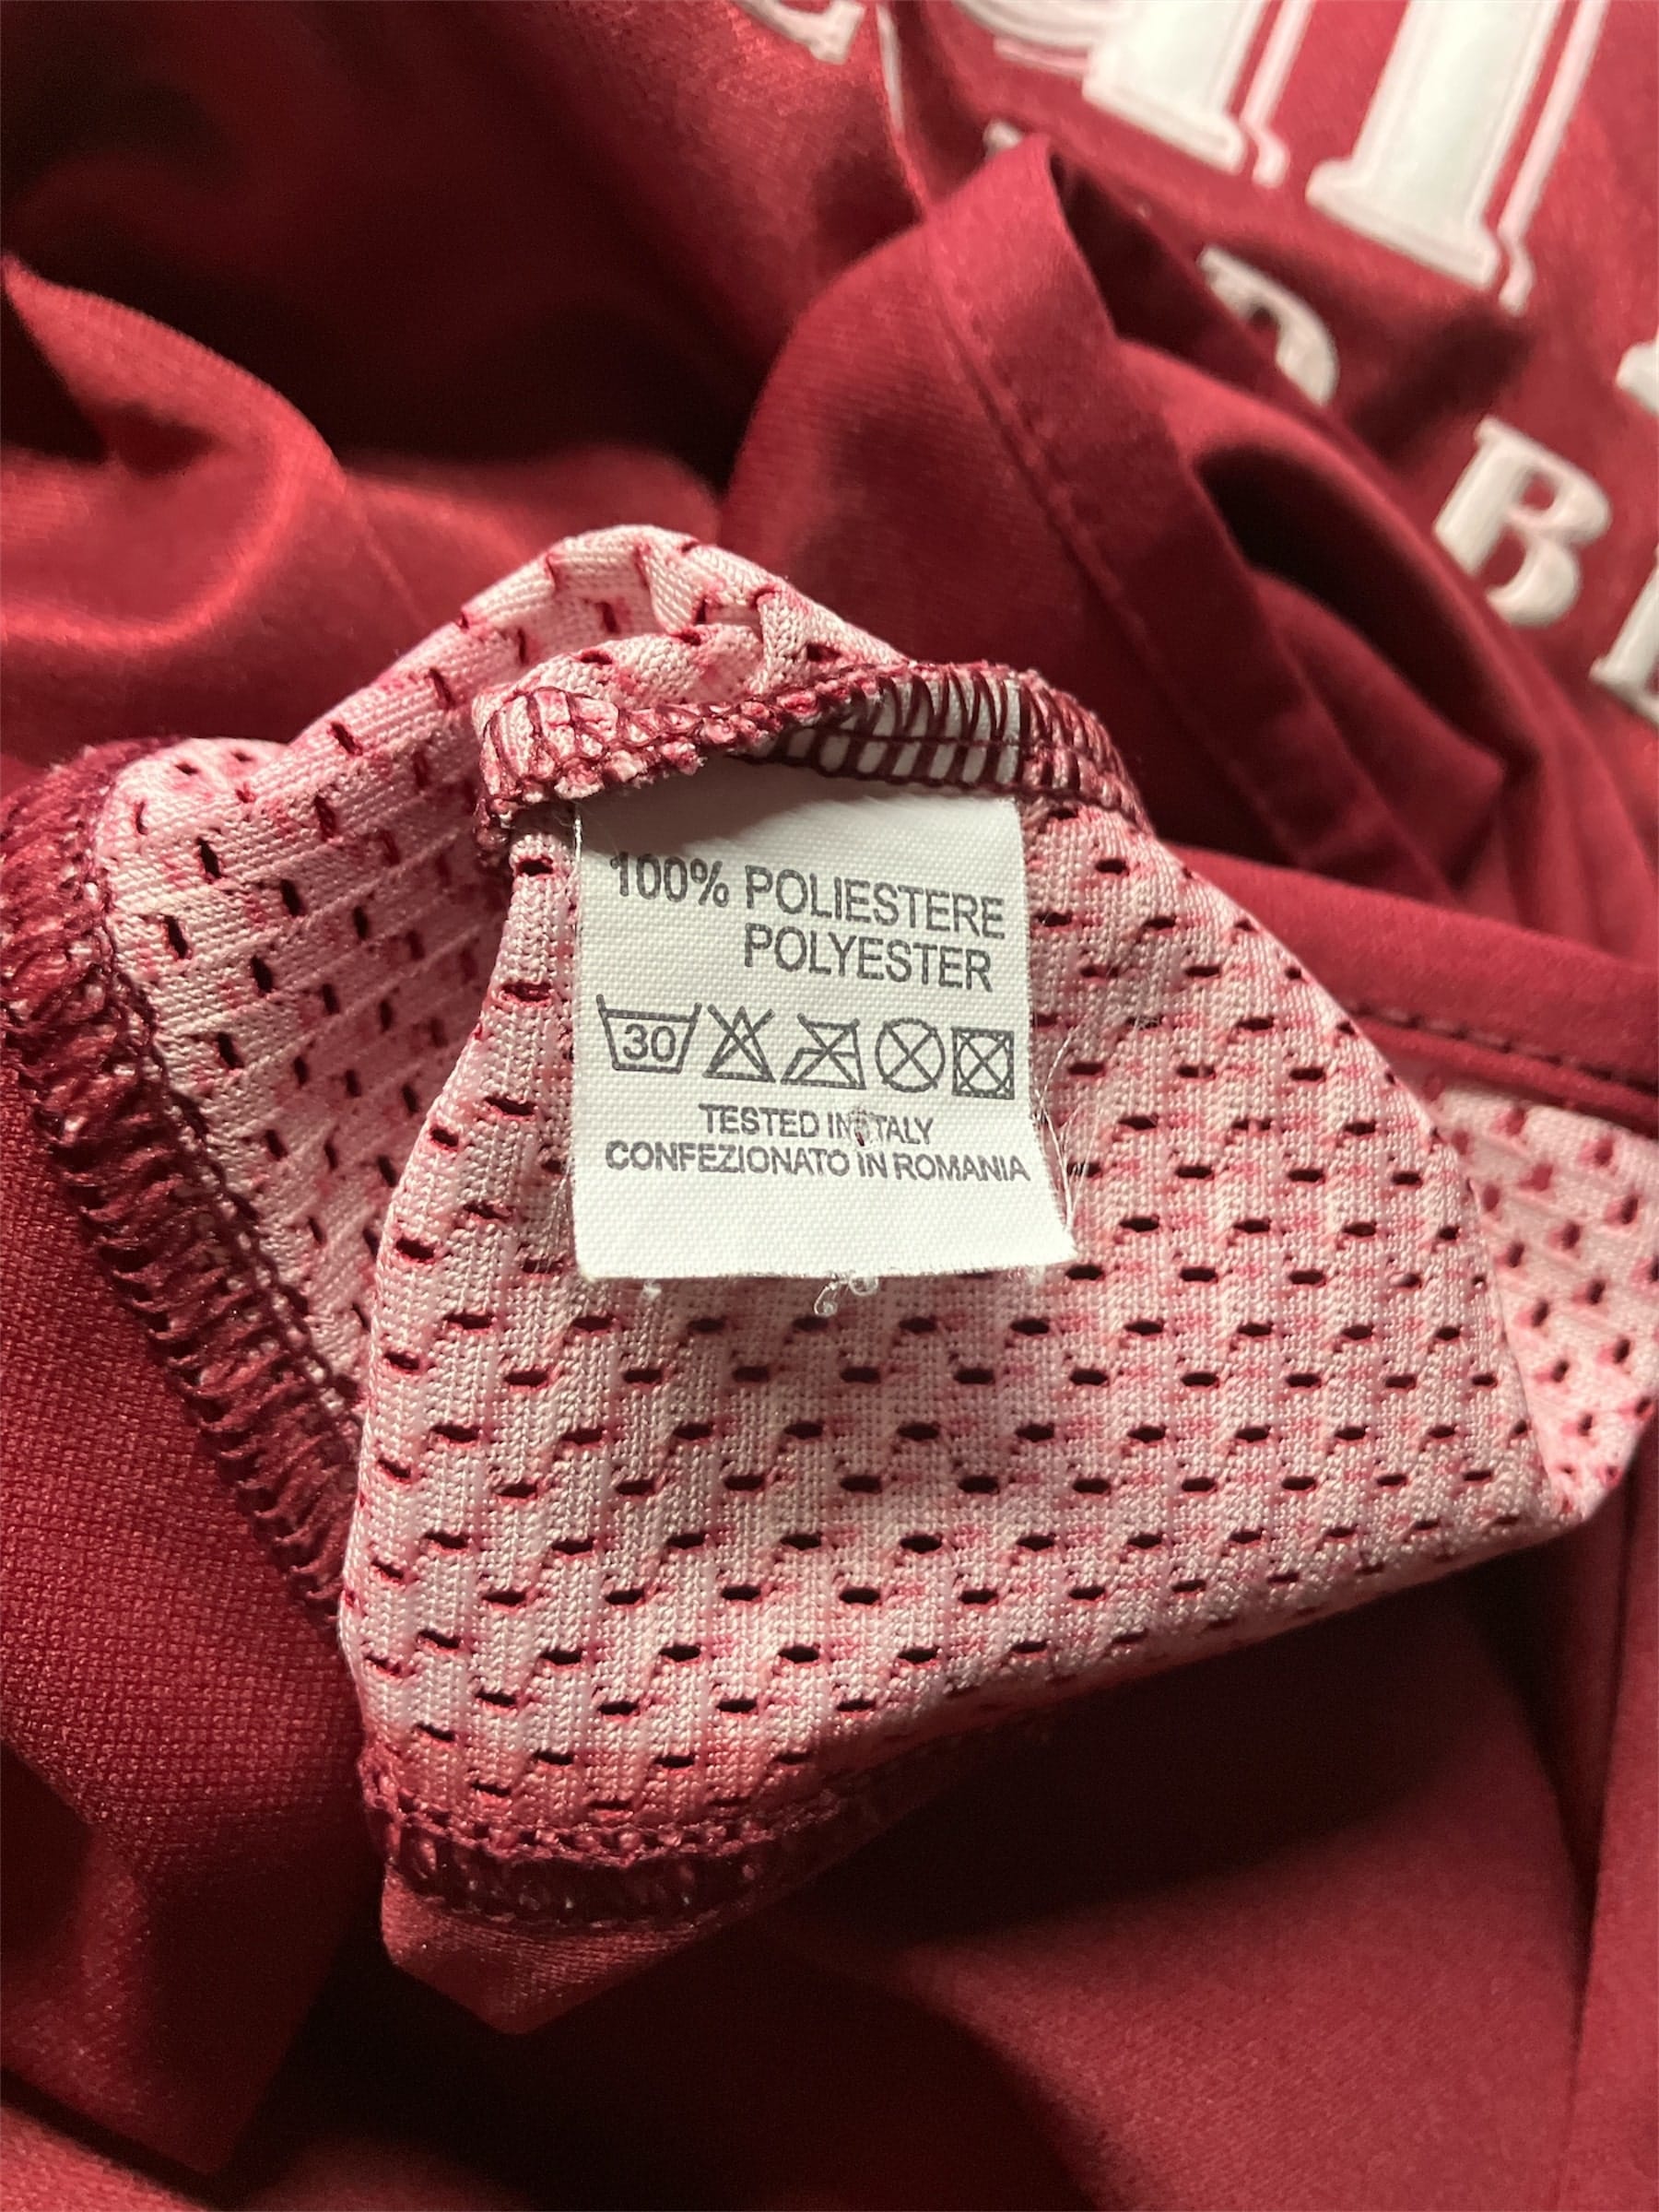 100% POLIESTERE
POLYESTER
30
TESTED IN ITALY
CONFEZIONATO IN ROMANIA
B